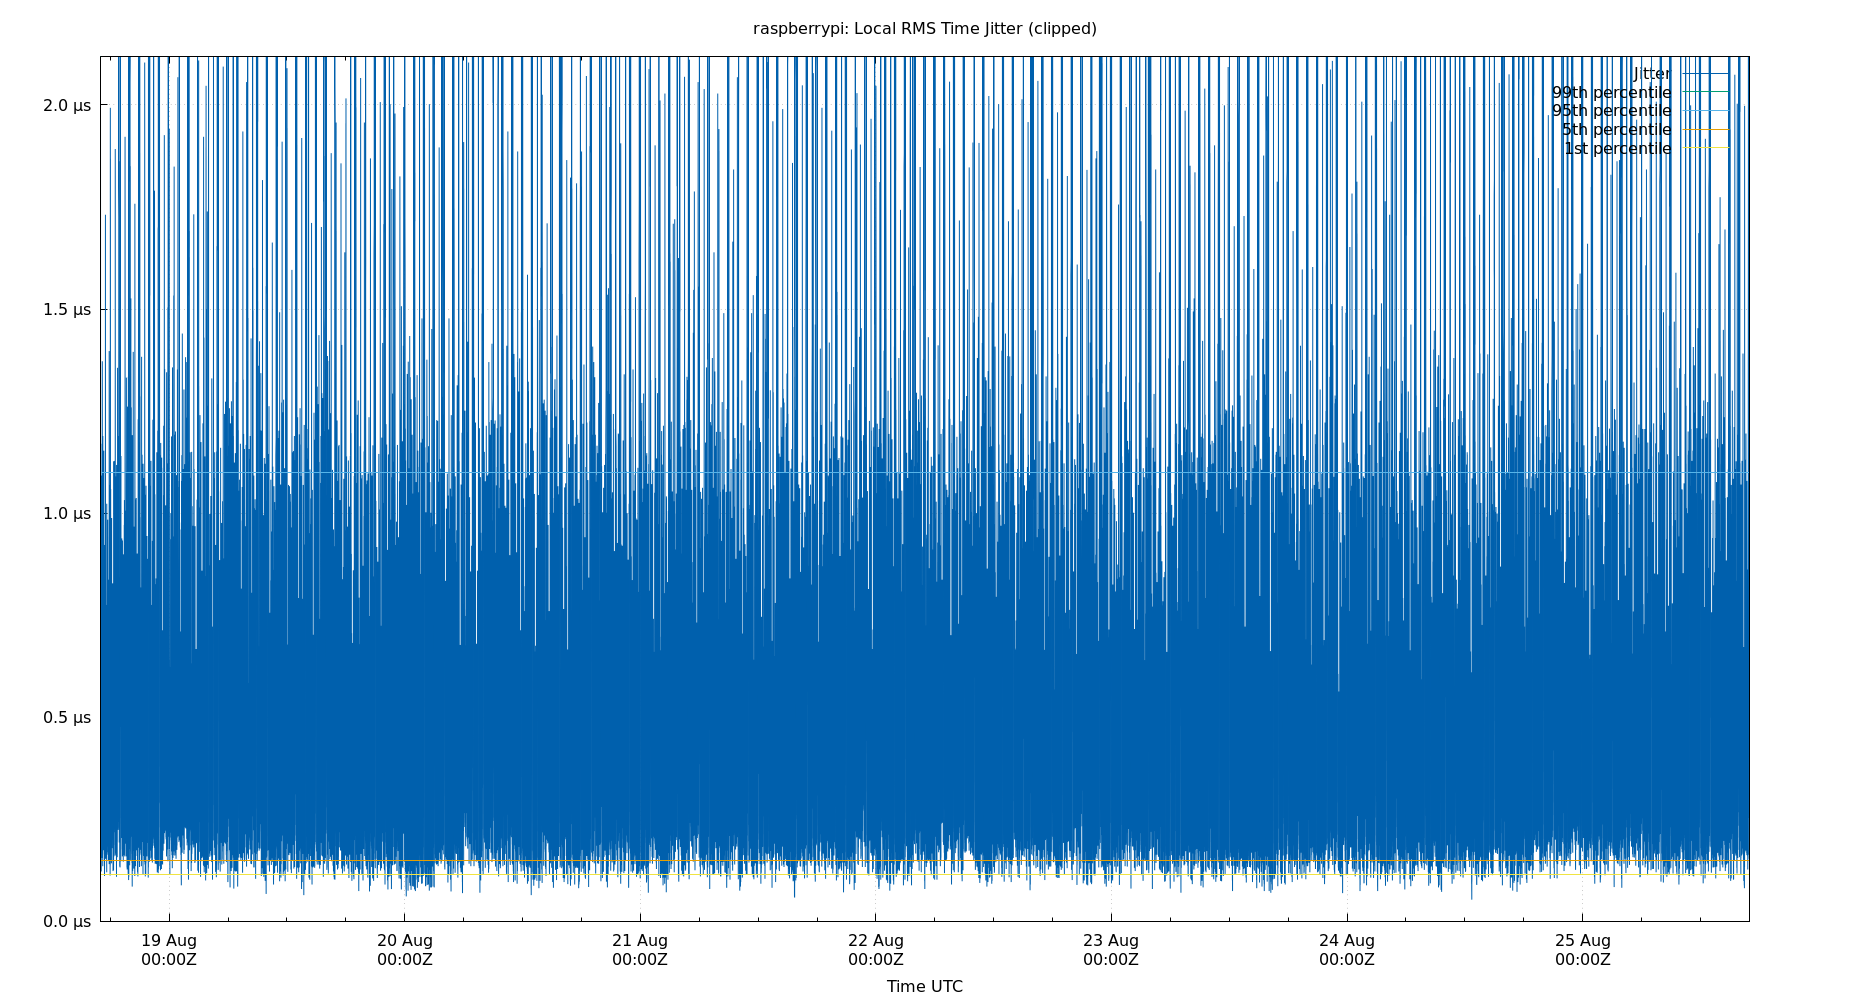 raspberrypi: Local RMS Time Jitter (clipped)
Jitter
99th percentile
95th percentile
5th percentile
1st percentile
2.0 μs
1.5 μs
1.0 μs
0.5 μs
0.0 μs
19 Aug
00:00Z
20 Aug
00:00Z
21 Aug
00:00Z
22 Aug
00:00Z
23 Aug
00:00Z
24 Aug
00:00Z
25 Aug
00:00Z
Time UTC